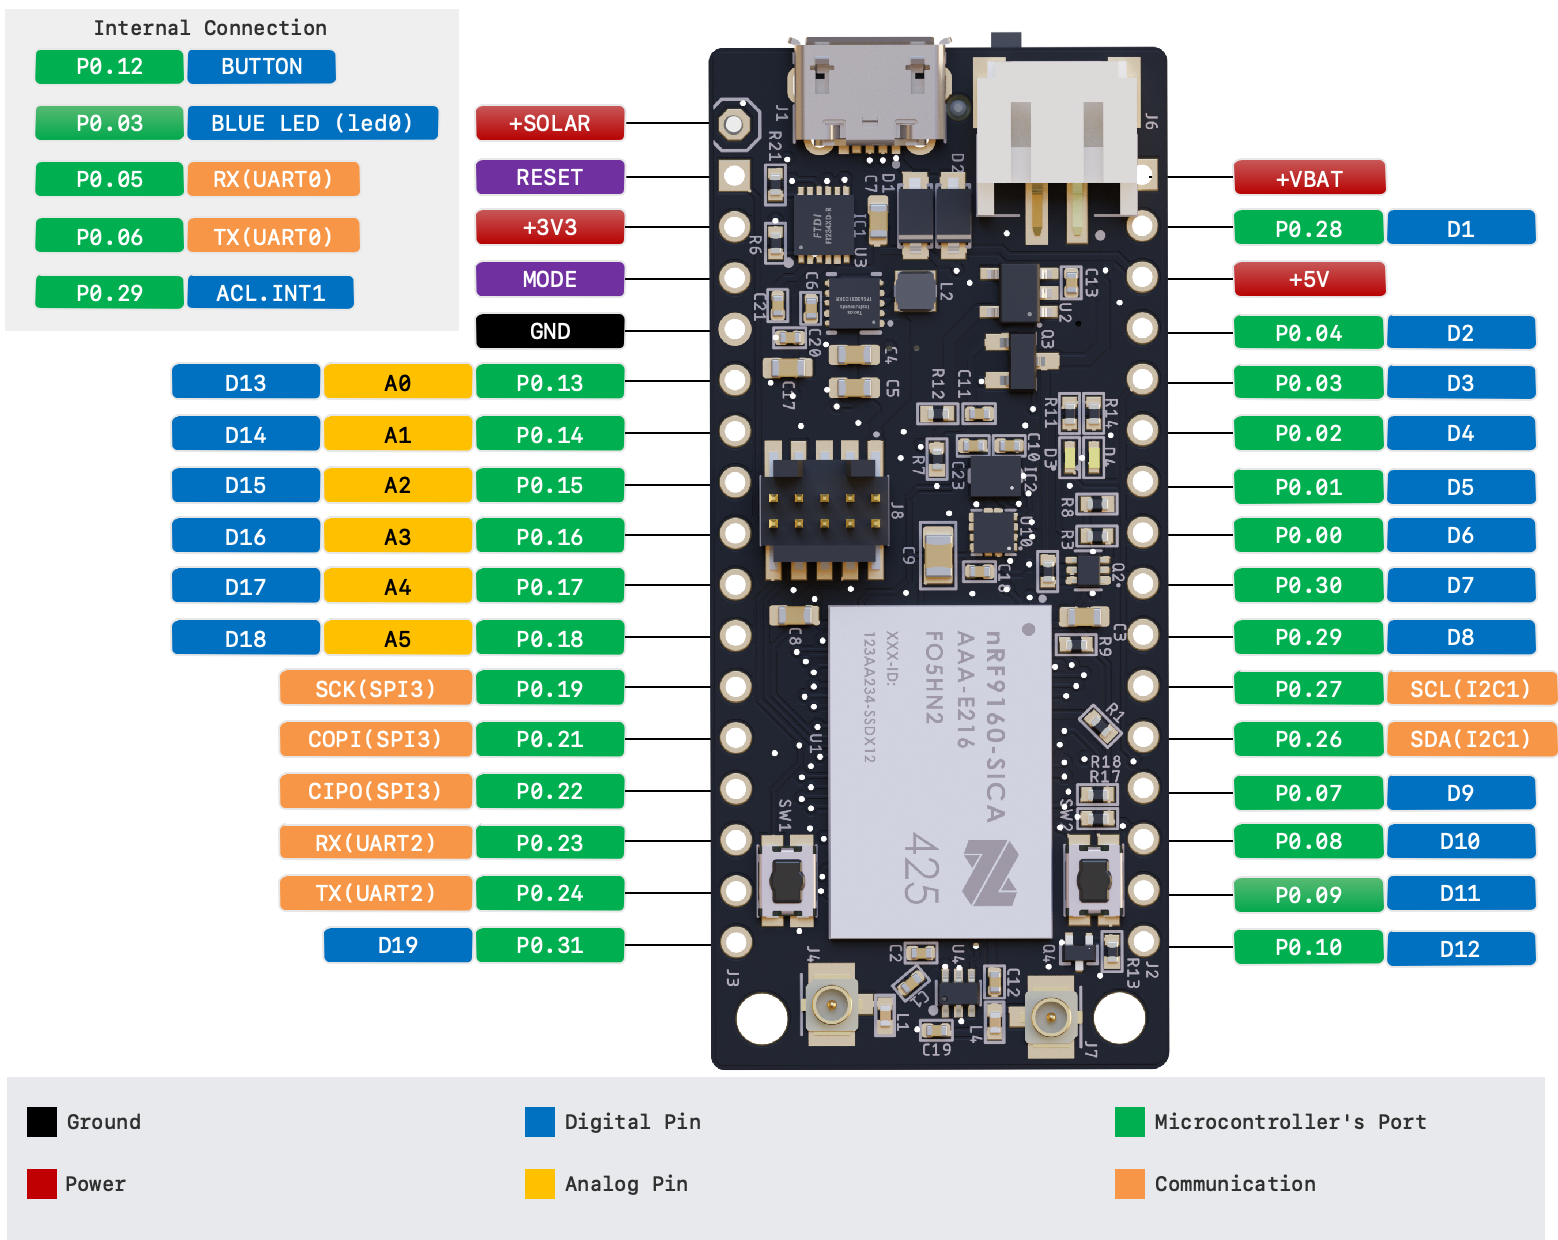 Internal Connection
P0.12 BUTTON
P0.03 BLUE LED (led0)
P0.05 RX(UART0)
P0.06 TX(UART0)
P0.29 ACL.INT1
+SOLAR
RESET
+3V3
MODE
GND
D13 A0 P0.13
D14 A1 P0.14
D15 A2 P0.15
D16 A3 P0.16
D17 A4 P0.17
D18 A5 P0.18
SCK(SPI3) P0.19
COPI(SPI3) P0.21
CIPO(SPI3) P0.22
RX(UART2) P0.23
TX(UART2) P0.24
D19 P0.31
+VBAT
P0.28 D1
+5V
P0.04 D2
P0.03 D3
P0.02 D4
P0.01 D5
P0.00 D6
P0.30 D7
P0.29 D8
P0.27 SCL(I2C1)
P0.26 SDA(I2C1)
P0.07 D9
P0.08 D10
P0.09 D11
P0.10 D12
J1
J6
R21
D2
D1
C7
FTDI
IC1
R6
U3
C6
L2
C13
U2
C21
C20
Q3
C4
C5
C17
R12
C11
R11
R14
R7
C23
C10
IC2
D3
D4
J8
R8
U10
R3
C9
C18
Q2
C8
C3
R9
nRF9160-SICA
AAA-E216
FO5HN2
XXX-ID:
123AA234-SSDX12
425
U1
R1
R18
R17
SW1
SW2
J4
C2
U4
Q4
J2
R13
J3
C12
L1
L4
C19
J7
Ground
Digital Pin
Microcontroller's Port
Power
Analog Pin
Communication